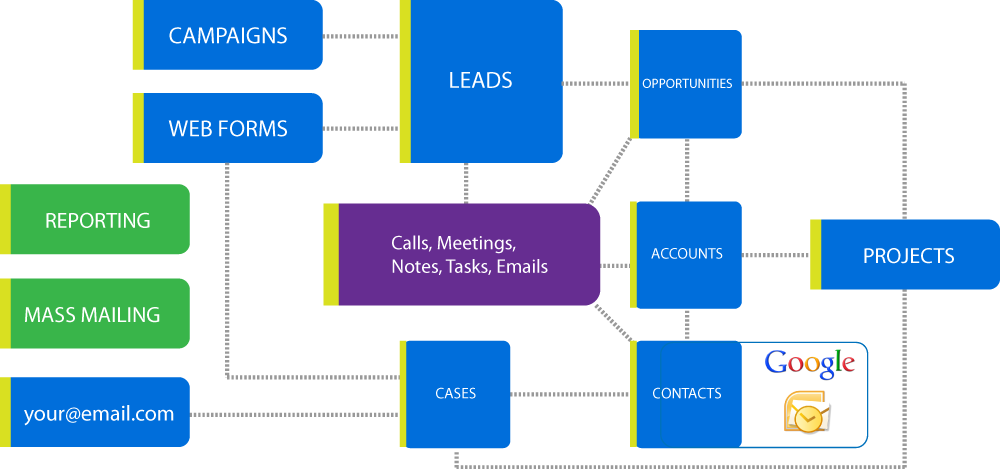 CAMPAIGNS
LEADS
OPPORTUNITIES
WEB FORMS
REPORTING
Calls, Meetings,
Notes, Tasks, Emails
ACCOUNTS
PROJECTS
MASS MAILING
your@email.com
CASES
CONTACTS
Google